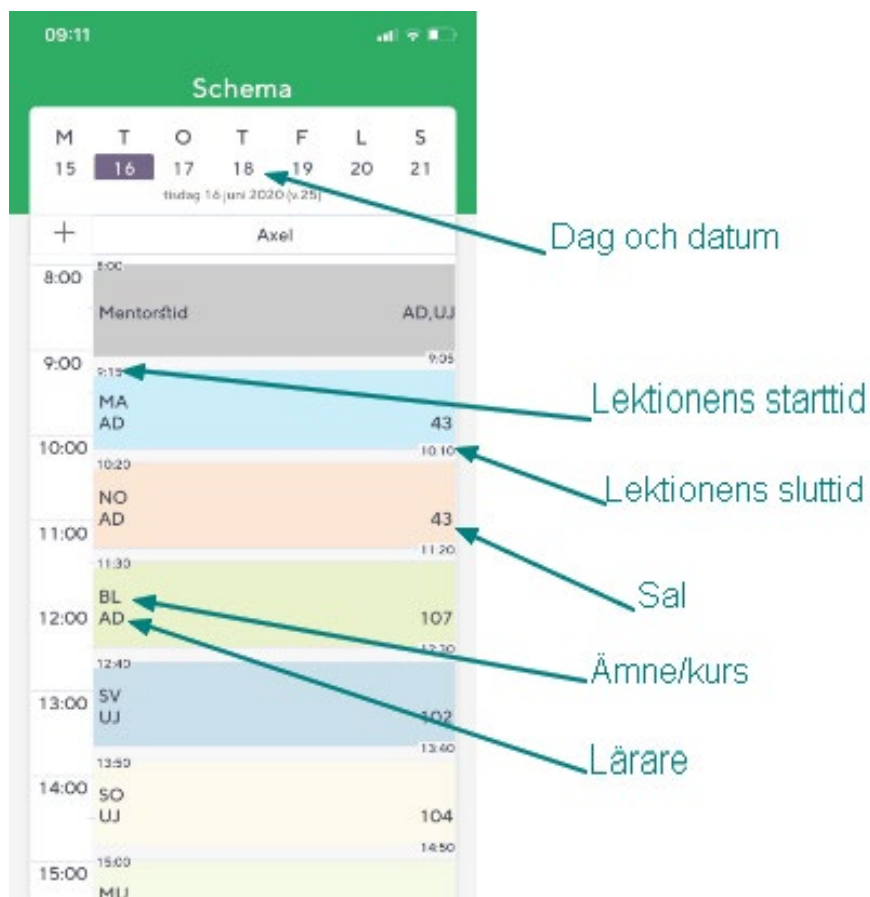 09:11
Schema
M T O T F L S
15 16 17 18 19 20 21
tisdag 16 juni 2020 (v.25)
+ Axel
Dag och datum
8:00 8:00
Mentorstid AD,UJ
9:05
9:00 9:15
Lektionens starttid
MA
AD 43
10:00 10:10
Lektionens sluttid
10:20
NO
AD 43
11:00 11:20
11:30
Sal
BL
12:00 AD 107
12:30
Ämne/kurs
12:40
13:00 SV
UJ 102
13:40
Lärare
13:50
14:00 SO
UJ 104
14:50
15:00 15:00
MU